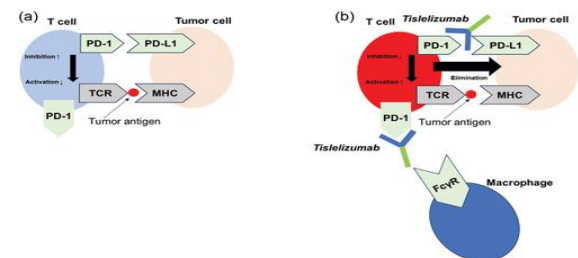 (a)
T cell
Tumor cell
PD-1
PD-L1
Inhibition ↑
Activation ↓
TCR
MHC
PD-1
Tumor antigen
(b)
T cell
Tislelizumab
Tumor cell
PD-1
PD-L1
Inhibition ↑
Elimination
Activation ↓
TCR
MHC
PD-1
Tumor antigen
Tislelizumab
FcγR
Macrophage